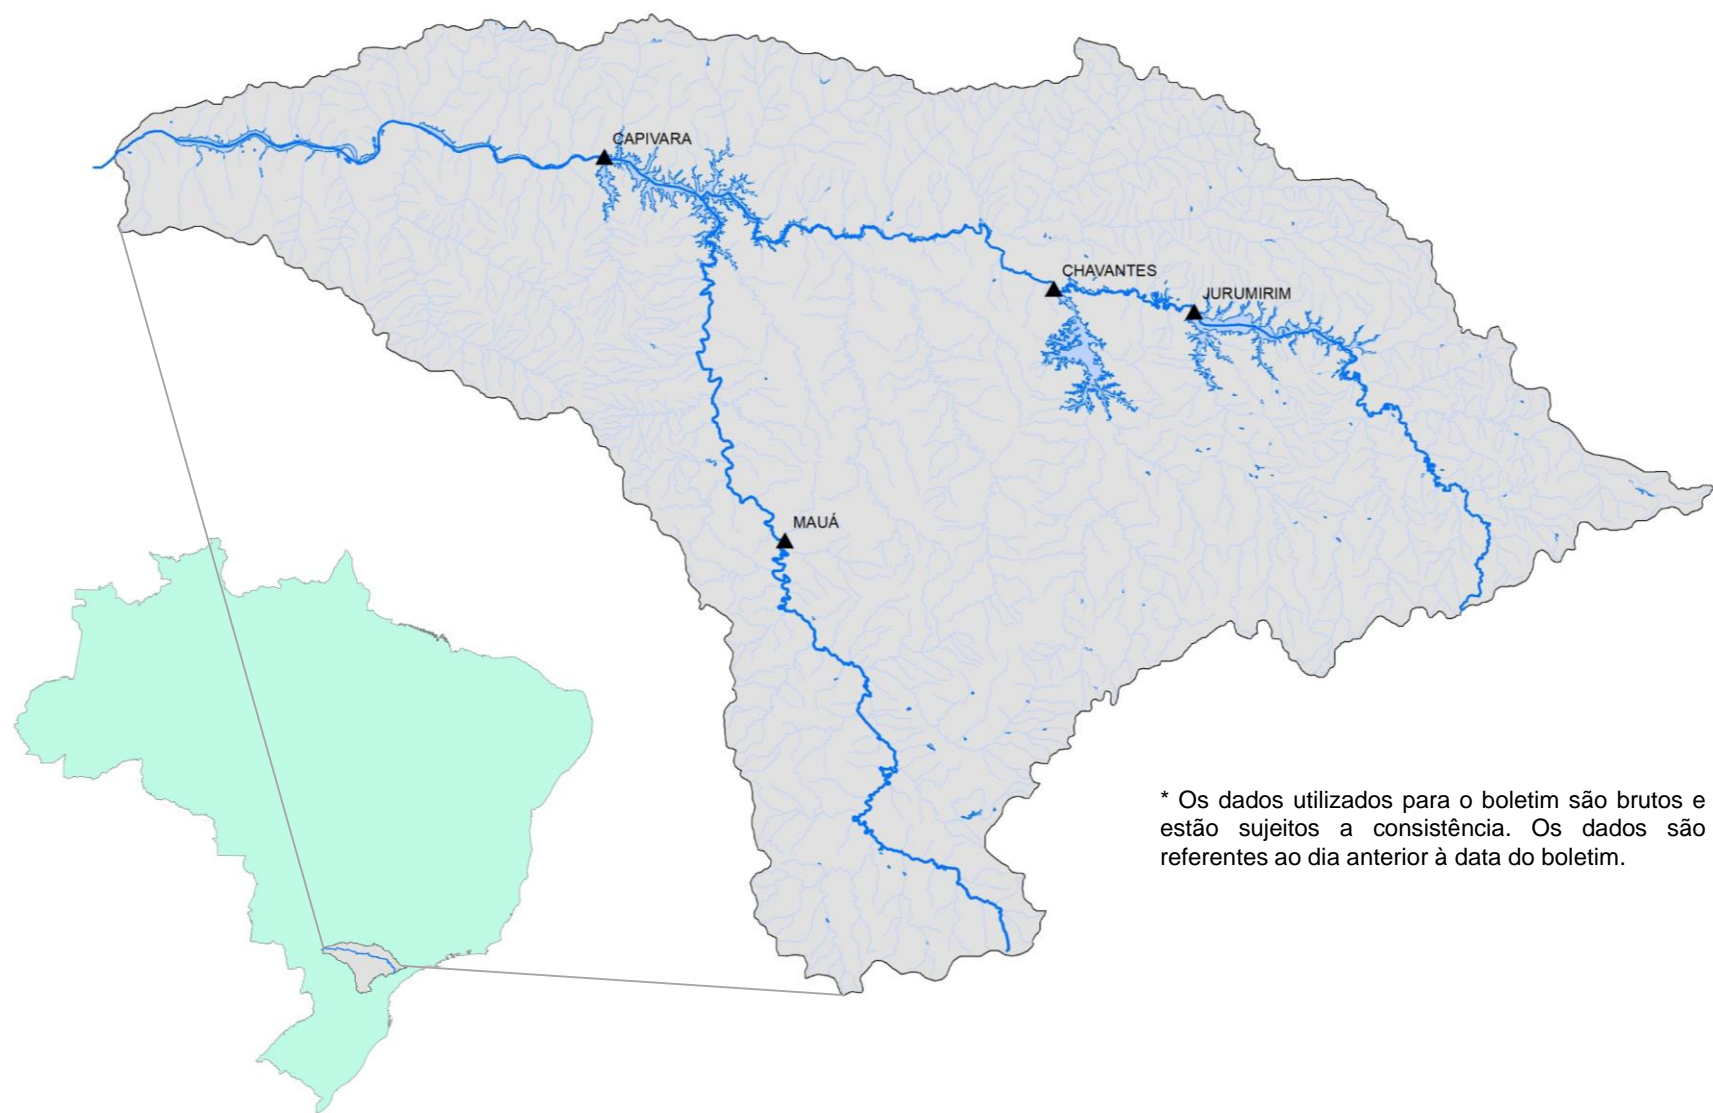 CAPIVARA
CHAVANTES
JURUMIRIM
MAUÁ
* Os dados utilizados para o boletim são brutos e
estão sujeitos a consistência. Os dados são
referentes ao dia anterior à data do boletim.